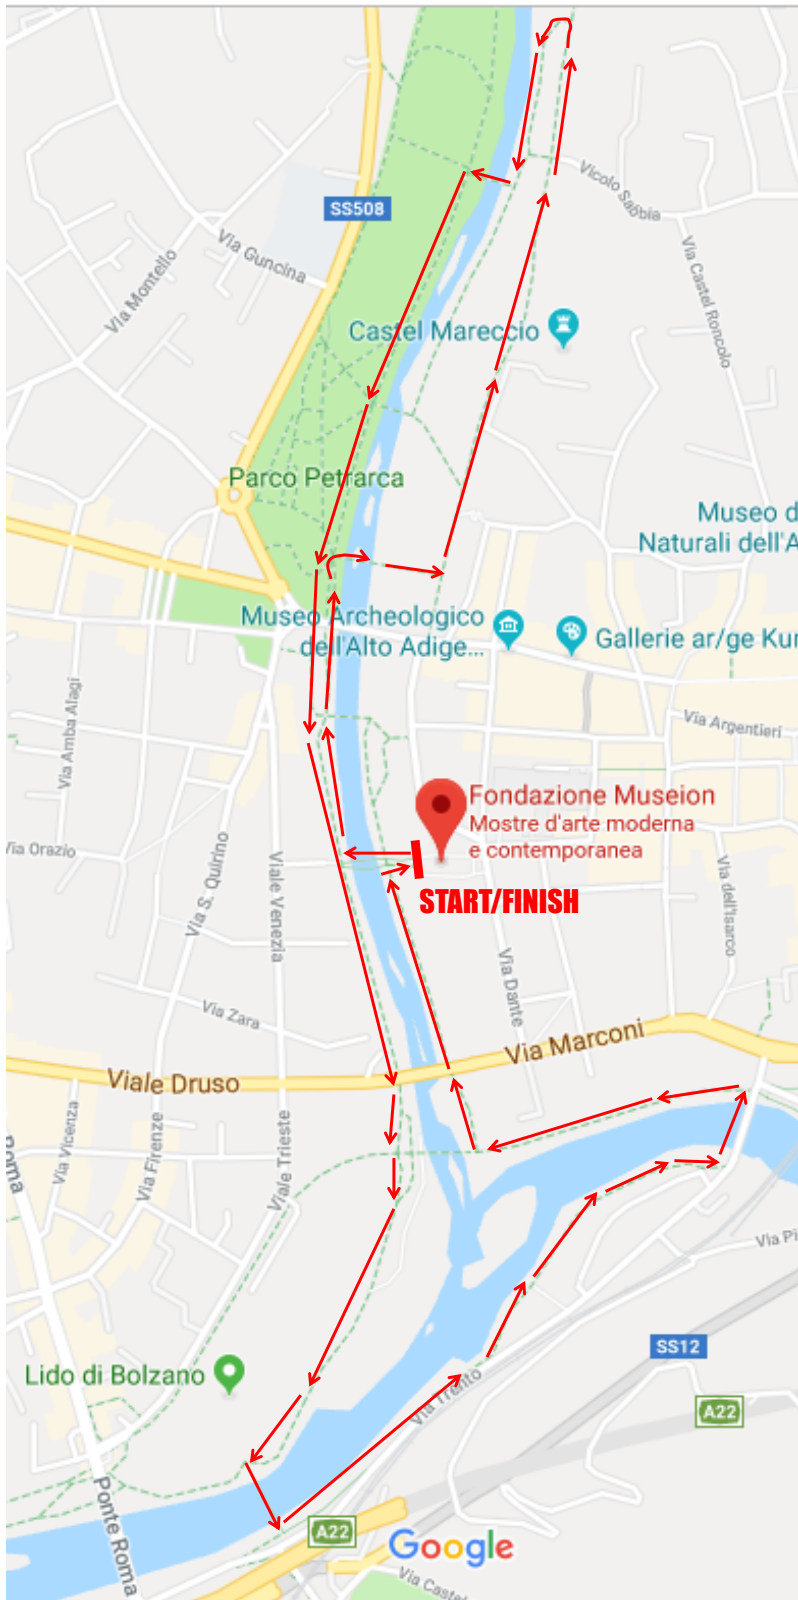 SS508
Vicolo Sabbia
Via Guncina
Via Montello
Via Castel Roncolo
Castel Mareccio
Parco Petrarca
Museo d
Naturali dell'A
Museo Archeologico
dell'Alto Adige...
Gallerie ar/ge Kur
Via Amba Alagi
Via Argentieri
Fondazione Museion
Mostre d'arte moderna
e contemporanea
Via Orazio
Via S. Quirino
Viale Venezia
START/FINISH
Via dell'Isarco
Via Dante
Via Zara
Via Marconi
Viale Druso
Roma
Via Vicenza
Via Firenze
Viale Trieste
Via Pi
SS12
Lido di Bolzano
Via Trento
A22
Ponte Roma
A22
Google
Via Castel